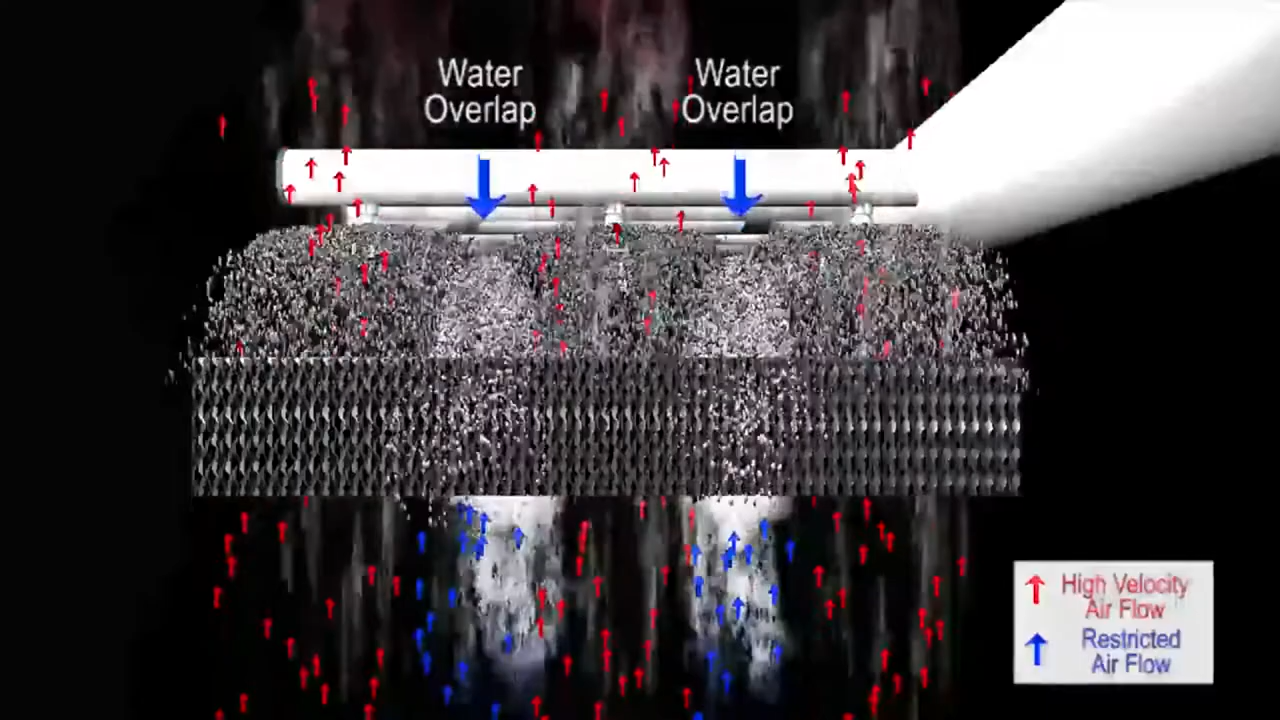 Water
Overlap
Water
Overlap
High Velocity
Air Flow
Restricted
Air Flow